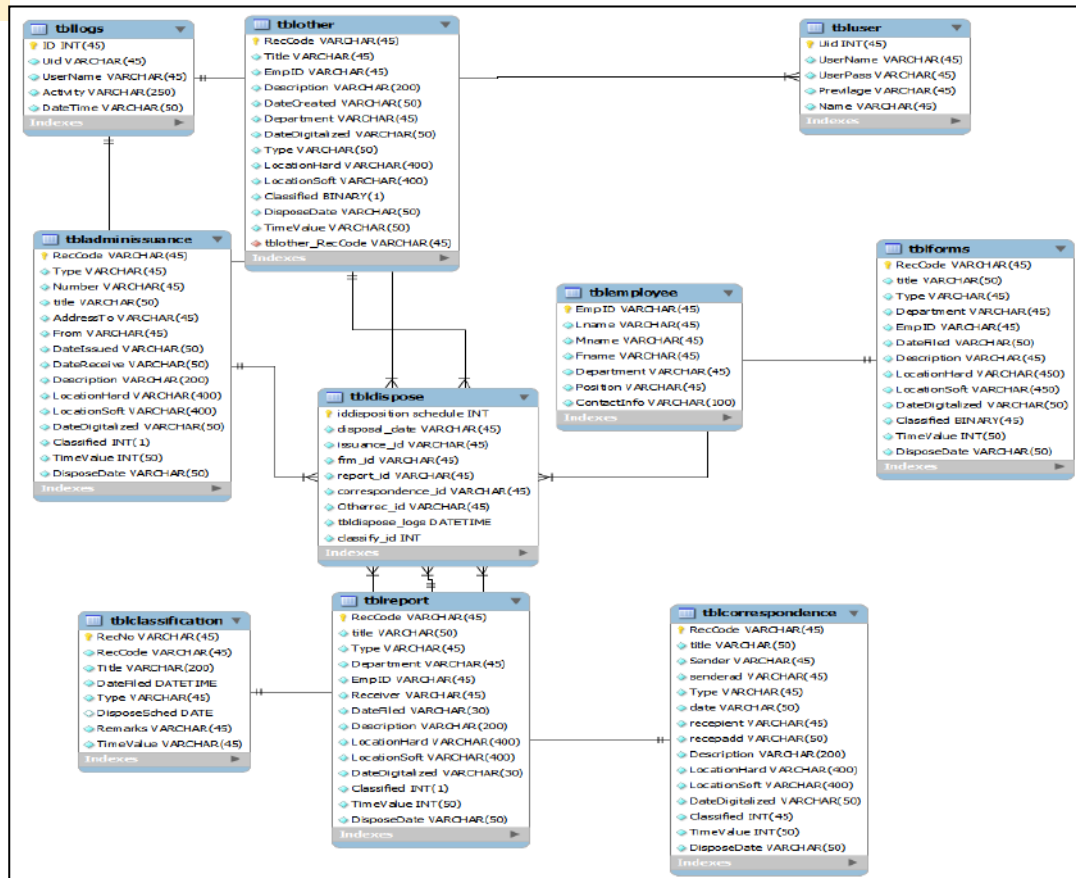 tbllogs
ID INT(45)
Uid VARCHAR(45)
UserName VARCHAR(45)
Activity VARCHAR(250)
DateTime VARCHAR(50)
Indexes
tblother
RecCode VARCHAR(45)
Title VARCHAR(45)
EmpID VARCHAR(45)
Description VARCHAR(200)
DateCreated VARCHAR(50)
Department VARCHAR(45)
DateDigitalized VARCHAR(50)
Type VARCHAR(50)
LocationHard VARCHAR(400)
LocationSoft VARCHAR(400)
Classified BINARY(1)
DisposeDate VARCHAR(50)
TimeValue VARCHAR(50)
tblother_RecCode VARCHAR(45)
Indexes
tbluser
Uid INT(45)
UserName VARCHAR(45)
UserPass VARCHAR(45)
Previlage VARCHAR(45)
Name VARCHAR(45)
Indexes
tbladminissuance
RecCode VARCHAR(45)
Type VARCHAR(45)
Number VARCHAR(45)
title VARCHAR(50)
AddressTo VARCHAR(45)
From VARCHAR(45)
DateIssued VARCHAR(50)
DateReceive VARCHAR(50)
Description VARCHAR(200)
LocationHard VARCHAR(400)
LocationSoft VARCHAR(400)
DateDigitalized VARCHAR(50)
Classified INT(1)
TimeValue INT(50)
DisposeDate VARCHAR(50)
Indexes
tblemployee
EmpID VARCHAR(45)
Lname VARCHAR(45)
Mname VARCHAR(45)
Fname VARCHAR(45)
Department VARCHAR(45)
Position VARCHAR(45)
ContactInfo VARCHAR(100)
Indexes
tblforms
RecCode VARCHAR(45)
title VARCHAR(50)
Type VARCHAR(45)
Department VARCHAR(45)
EmpID VARCHAR(45)
DateFiled VARCHAR(50)
Description VARCHAR(45)
LocationHard VARCHAR(450)
LocationSoft VARCHAR(450)
DateDigitalized VARCHAR(50)
Classified BINARY(45)
TimeValue INT(50)
DisposeDate VARCHAR(50)
Indexes
tbldispose
iddisposition schedule INT
disposal_date VARCHAR(45)
issuance_id VARCHAR(45)
frm_id VARCHAR(45)
report_id VARCHAR(45)
correspondence_id VARCHAR(45)
Otherrec_id VARCHAR(45)
tbldispose_logs DATETIME
classify_id INT
Indexes
tblclassification
RecNo VARCHAR(45)
RecCode VARCHAR(45)
Title VARCHAR(200)
DateFiled DATETIME
Type VARCHAR(45)
DisposeSched DATE
Remarks VARCHAR(45)
TimeValue VARCHAR(45)
Indexes
tblreport
RecCode VARCHAR(45)
title VARCHAR(50)
Type VARCHAR(45)
Department VARCHAR(45)
EmpID VARCHAR(45)
Receiver VARCHAR(45)
DateFiled VARCHAR(30)
Description VARCHAR(200)
LocationHard VARCHAR(400)
LocationSoft VARCHAR(400)
DateDigitalized VARCHAR(30)
Classified INT(1)
TimeValue INT(50)
DisposeDate VARCHAR(50)
Indexes
tblcorrespondence
RecCode VARCHAR(45)
title VARCHAR(50)
Sender VARCHAR(45)
senderad VARCHAR(45)
Type VARCHAR(45)
date VARCHAR(50)
recepient VARCHAR(45)
recepadd VARCHAR(50)
Description VARCHAR(200)
LocationHard VARCHAR(400)
LocationSoft VARCHAR(400)
DateDigitalized VARCHAR(50)
Classified INT(45)
TimeValue INT(50)
DisposeDate VARCHAR(50)
Indexes